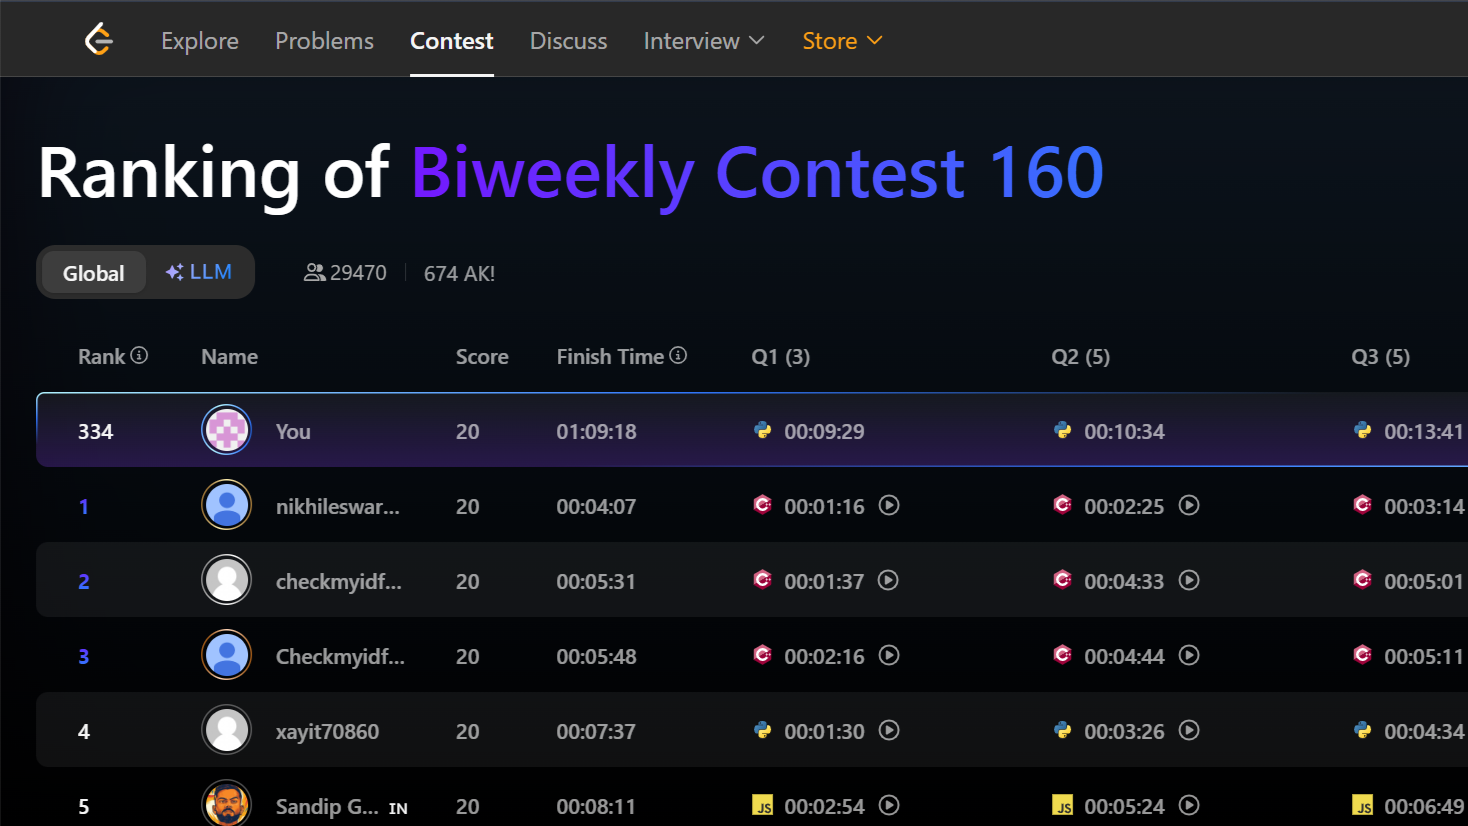 Explore Problems Contest Discuss Interview Store
Ranking of Biweekly Contest 160
Global LLM 29470 674 AK!
Rank Name Score Finish Time Q1 (3) Q2 (5) Q3 (5)
334 You 20 01:09:18 00:09:29 00:10:34 00:13:41
1 nikhileswar... 20 00:04:07 00:01:16 00:02:25 00:03:14
2 checkmyidf... 20 00:05:31 00:01:37 00:04:33 00:05:01
3 Checkmyidf... 20 00:05:48 00:02:16 00:04:44 00:05:11
4 xayit70860 20 00:07:37 00:01:30 00:03:26 00:04:34
5 Sandip G... IN 20 00:08:11 JS 00:02:54 JS 00:05:24 JS 00:06:49